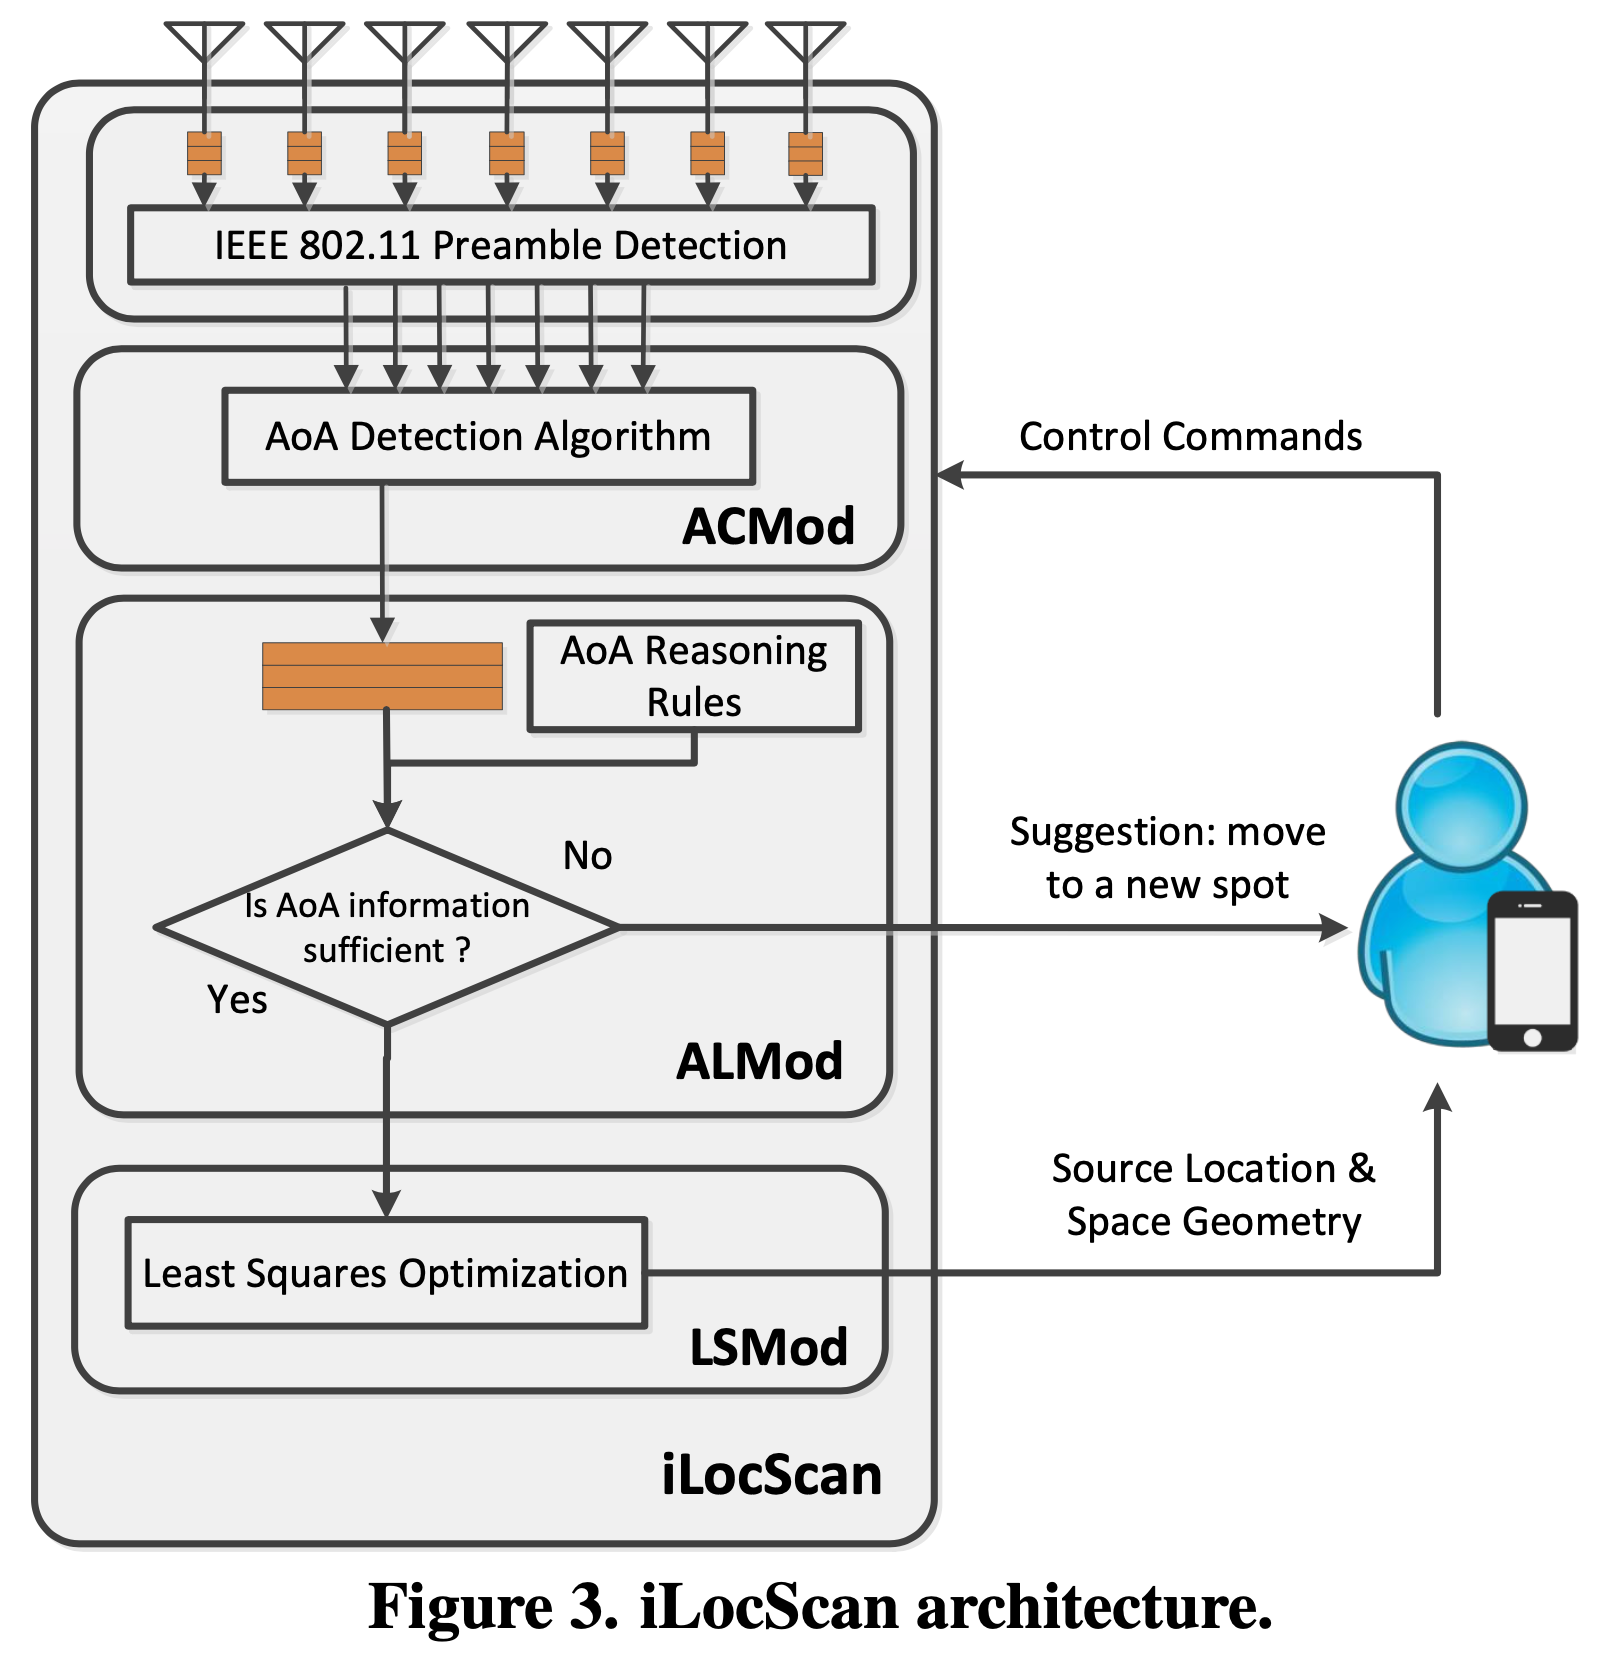 IEEE 802.11 Preamble Detection
AoA Detection Algorithm
ACMod
Control Commands
AoA Reasoning
Rules
No
Is AoA information
sufficient ?
Yes
Suggestion: move
to a new spot
ALMod
Least Squares Optimization
LSMod
Source Location &
Space Geometry
iLocScan
Figure 3. iLocScan architecture.